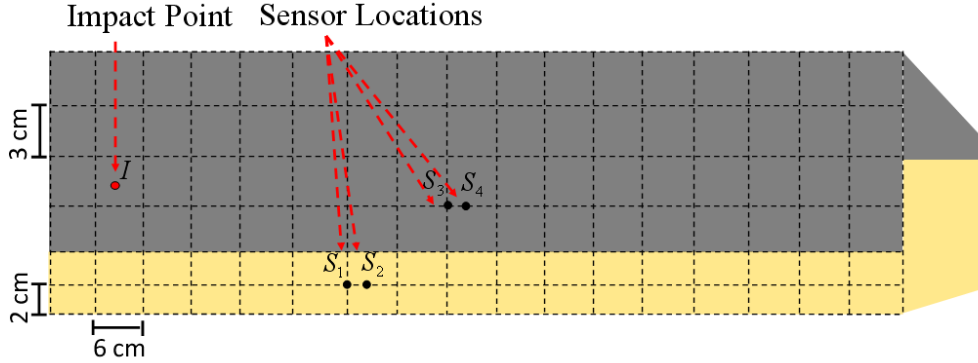 Impact Point
Sensor Locations
3 cm
I
S₃
S₄
S₁
S₂
2 cm
6 cm